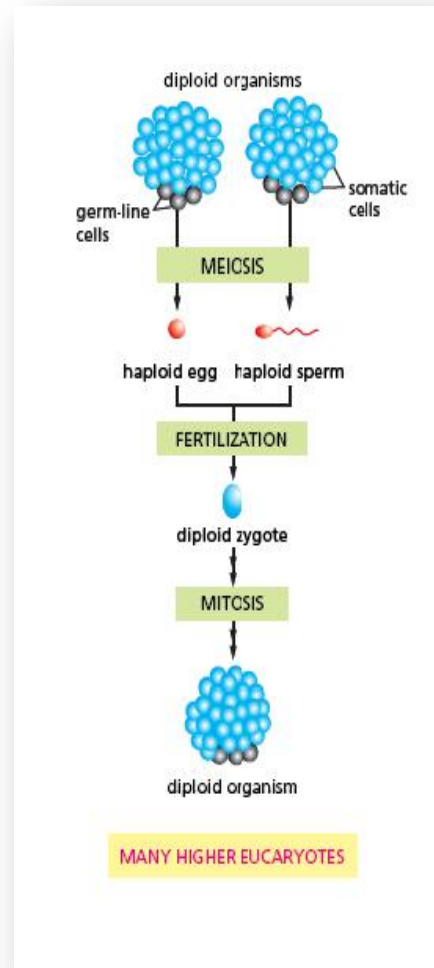 diploid organisms
somatic
cells
germ-line
cells
MEIOSIS
haploid egg haploid sperm
FERTILIZATION
diploid zygote
MITOSIS
diploid organism
MANY HIGHER EUCARYOTES